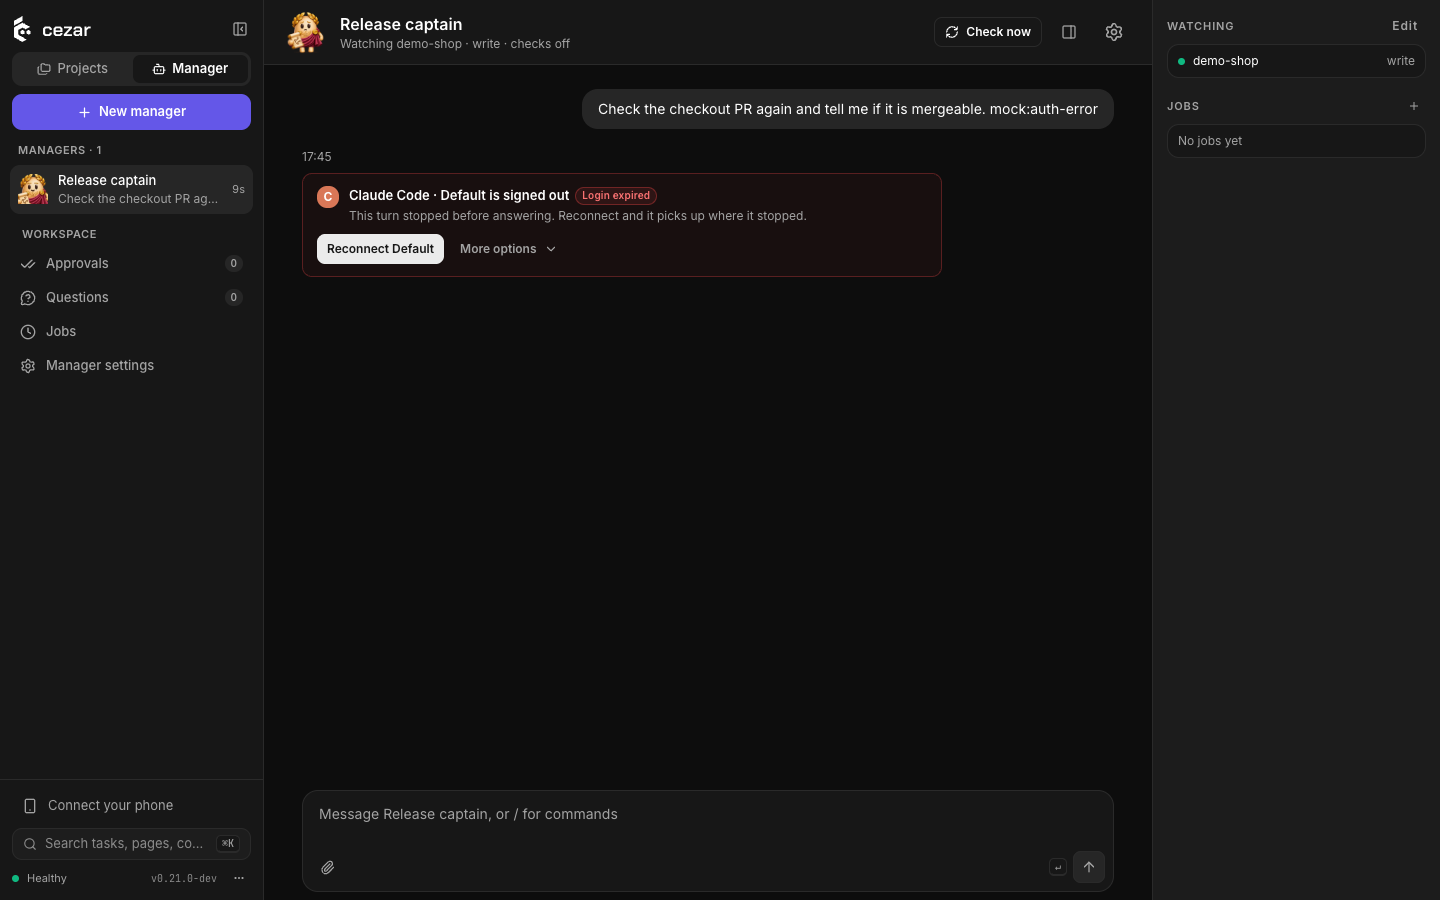 cezar
Projects
Manager
New manager
MANAGERS · 1
Release captain
Check the checkout PR ag...
9s
WORKSPACE
Approvals
0
Questions
0
Jobs
Manager settings
Connect your phone
Search tasks, pages, co...
⌘K
Healthy
v0.21.0-dev
Release captain
Watching demo-shop · write · checks off
Check now
Check the checkout PR again and tell me if it is mergeable. mock:auth-error
17:45
C
Claude Code · Default is signed out
Login expired
This turn stopped before answering. Reconnect and it picks up where it stopped.
Reconnect Default
More options
Message Release captain, or / for commands
WATCHING
Edit
demo-shop
write
JOBS
No jobs yet